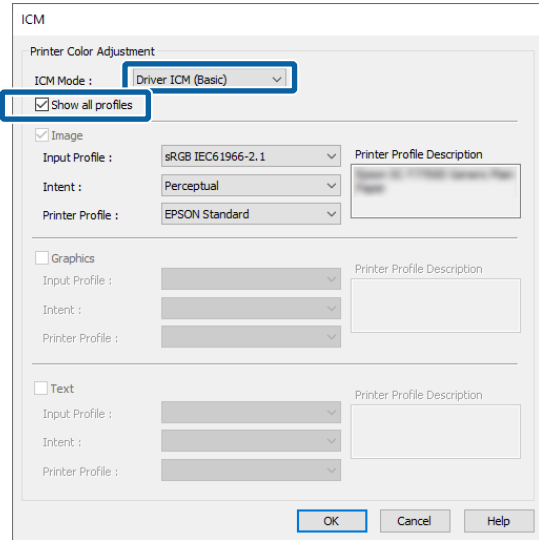 ICM
Printer Color Adjustment
ICM Mode : Driver ICM (Basic)
Show all profiles
Image
Input Profile : sRGB IEC61966-2.1 Printer Profile Description
Intent : Perceptual
Printer Profile : EPSON Standard
Graphics
Input Profile : Printer Profile Description
Intent :
Printer Profile :
Text
Input Profile : Printer Profile Description
Intent :
Printer Profile :
OK Cancel Help